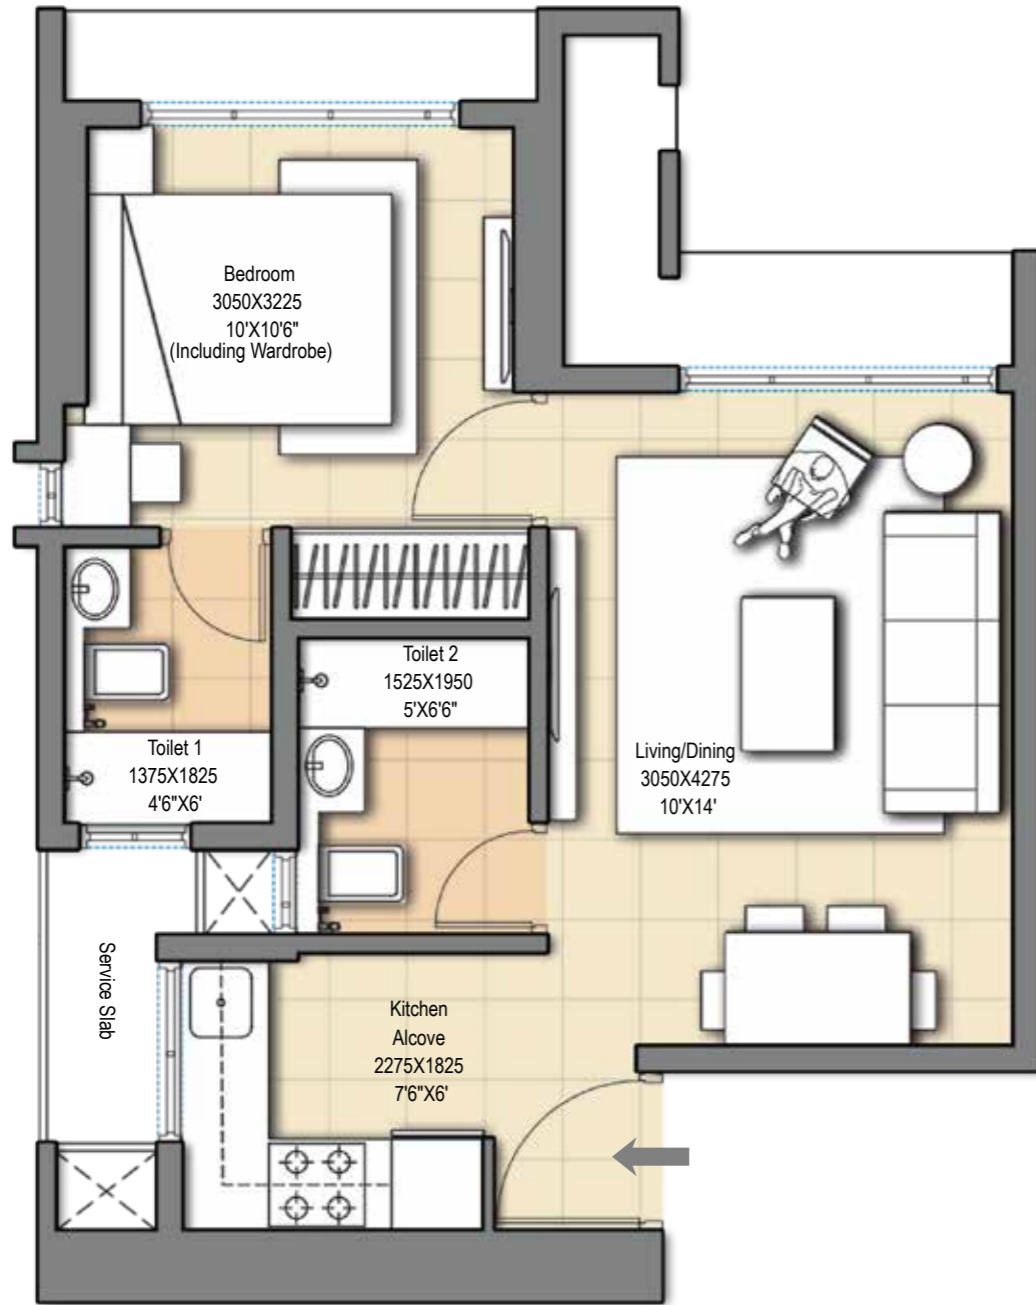 Bedroom
3050X3225
10'X10'6"
(Including Wardrobe)
Toilet 2
1525X1950
5'X6'6"
Toilet 1
1375X1825
4'6"X6'
Living/Dining
3050X4275
10'X14'
Service Slab
Kitchen
Alcove
2275X1825
7'6"X6'